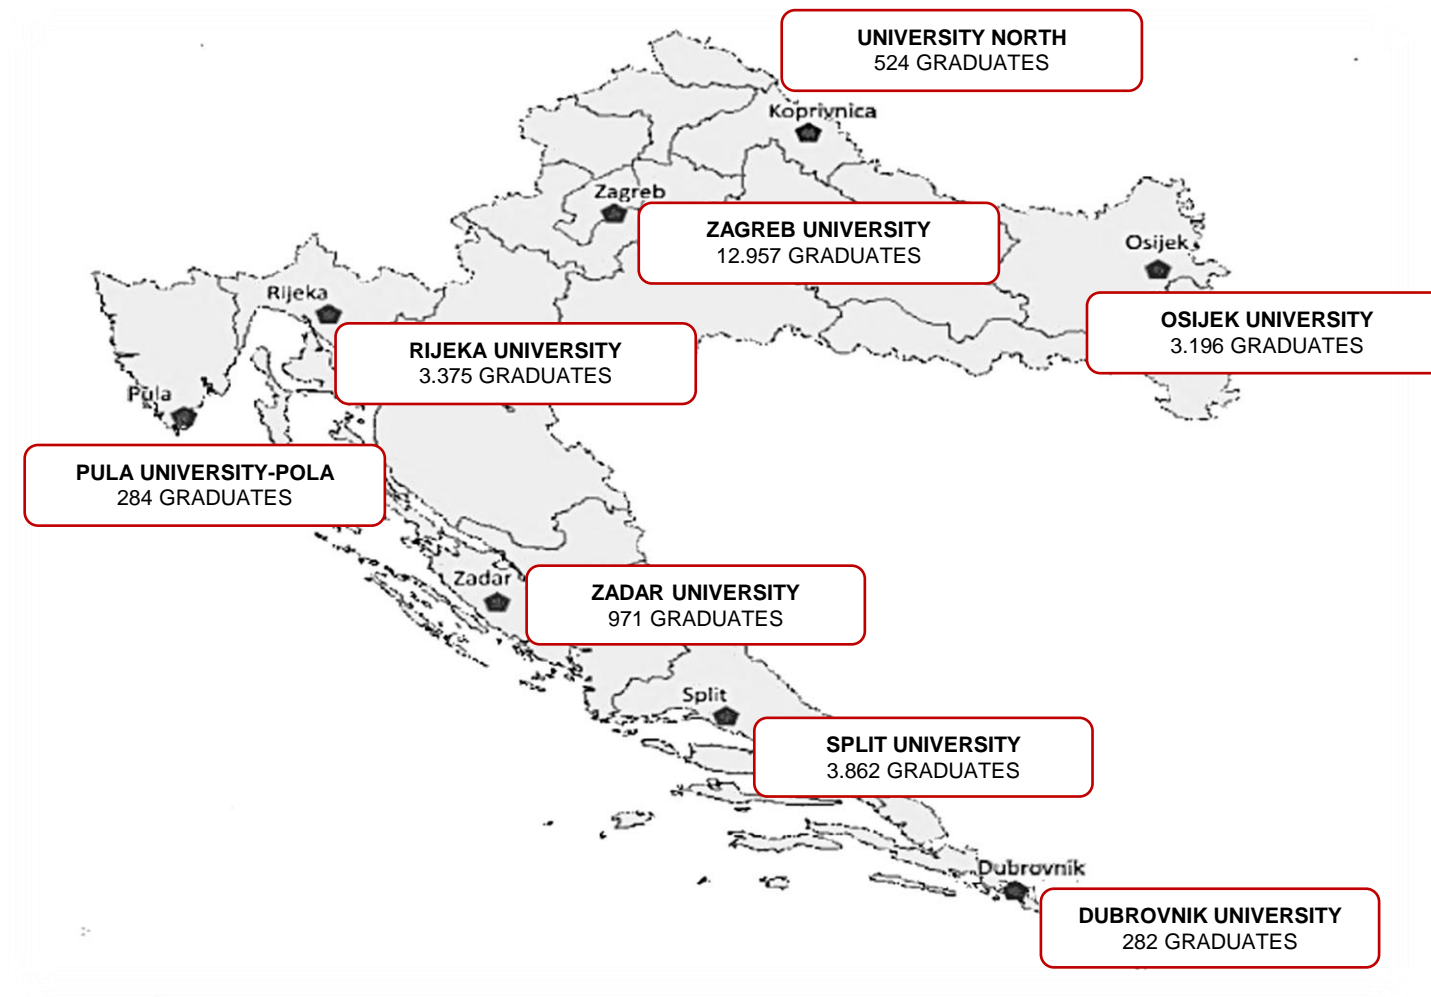 UNIVERSITY NORTH
524 GRADUATES
Koprivnica
Zagreb
ZAGREB UNIVERSITY
12.957 GRADUATES
Osijek
OSIJEK UNIVERSITY
3.196 GRADUATES
Rijeka
RIJEKA UNIVERSITY
3.375 GRADUATES
Pula
PULA UNIVERSITY-POLA
284 GRADUATES
Zadar
ZADAR UNIVERSITY
971 GRADUATES
Split
SPLIT UNIVERSITY
3.862 GRADUATES
Dubrovnik
DUBROVNIK UNIVERSITY
282 GRADUATES